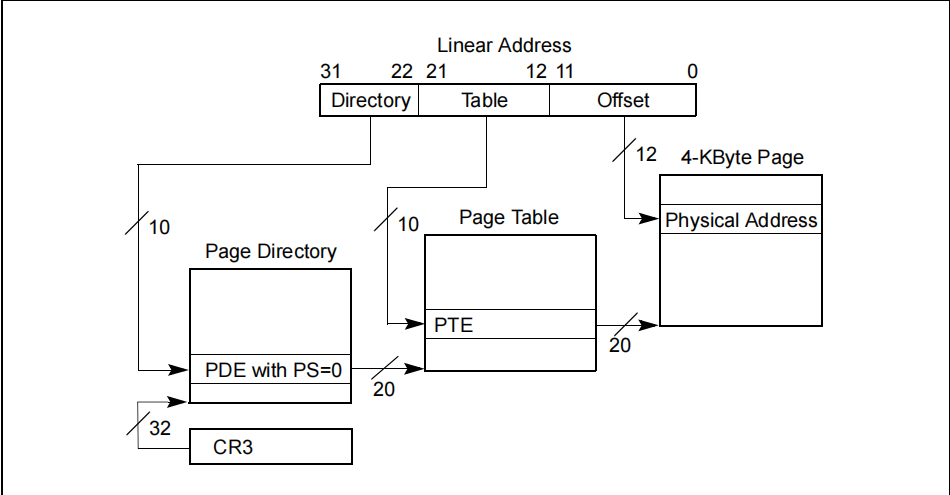 Linear Address
31 22 21 12 11 0
Directory Table Offset
12 4-KByte Page
10 10 Page Table Physical Address
Page Directory
PTE
20
PDE with PS=0
20
32
CR3